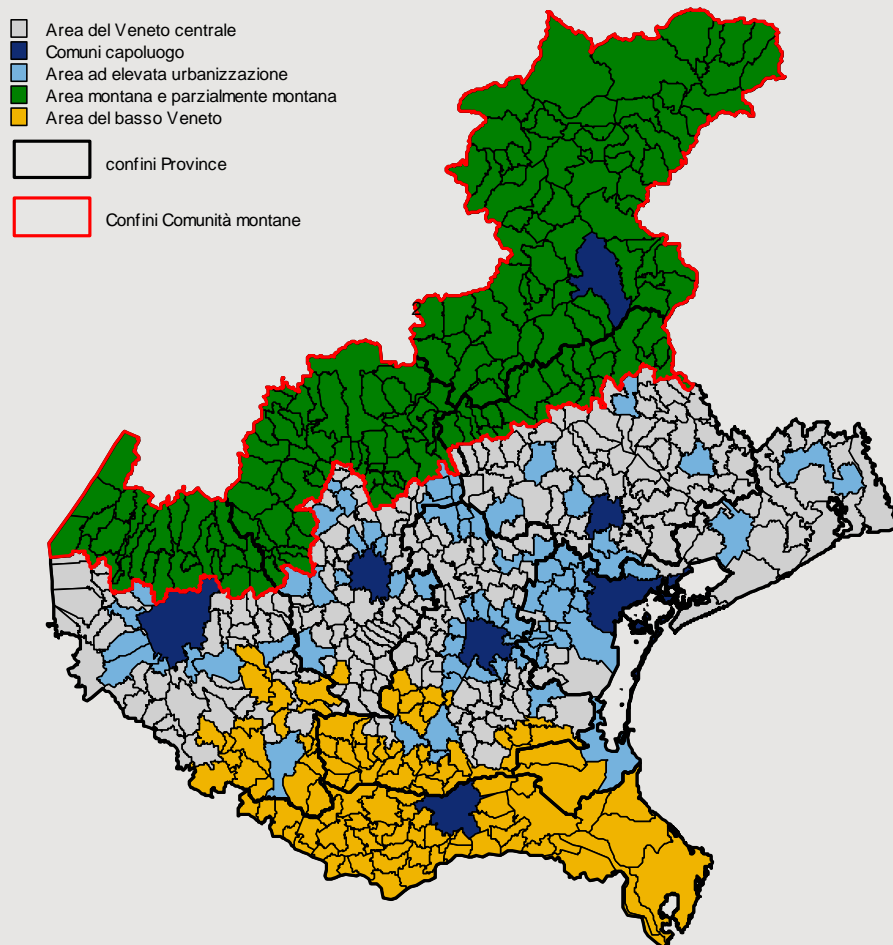 Area del Veneto centrale
Comuni capoluogo
Area ad elevata urbanizzazione
Area montana e parzialmente montana
Area del basso Veneto
confini Province
Confini Comunità montane
2